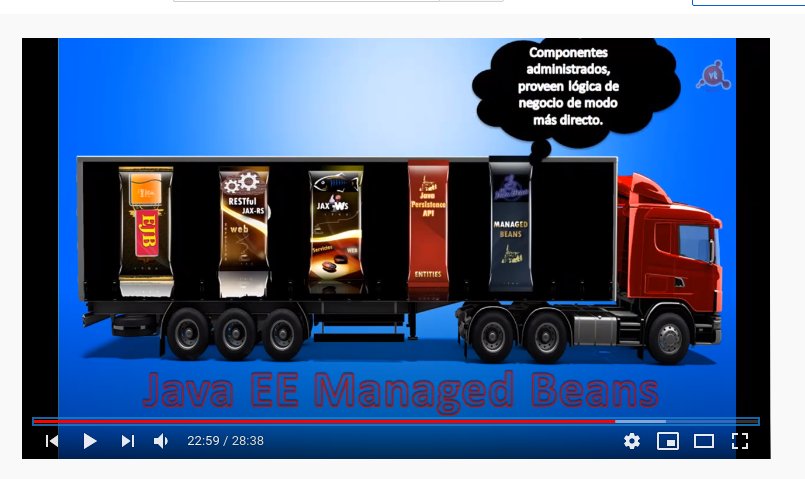 Componentes
administrados,
proveen lógica de
negocio de modo
más directo.
EJB
RESTful
JAX-RS
web
JAX WS
Servicios WEB
Java
Persistence
API
ENTITIES
MANAGED
BEANS
Java EE Managed Beans
22:59 / 28:38